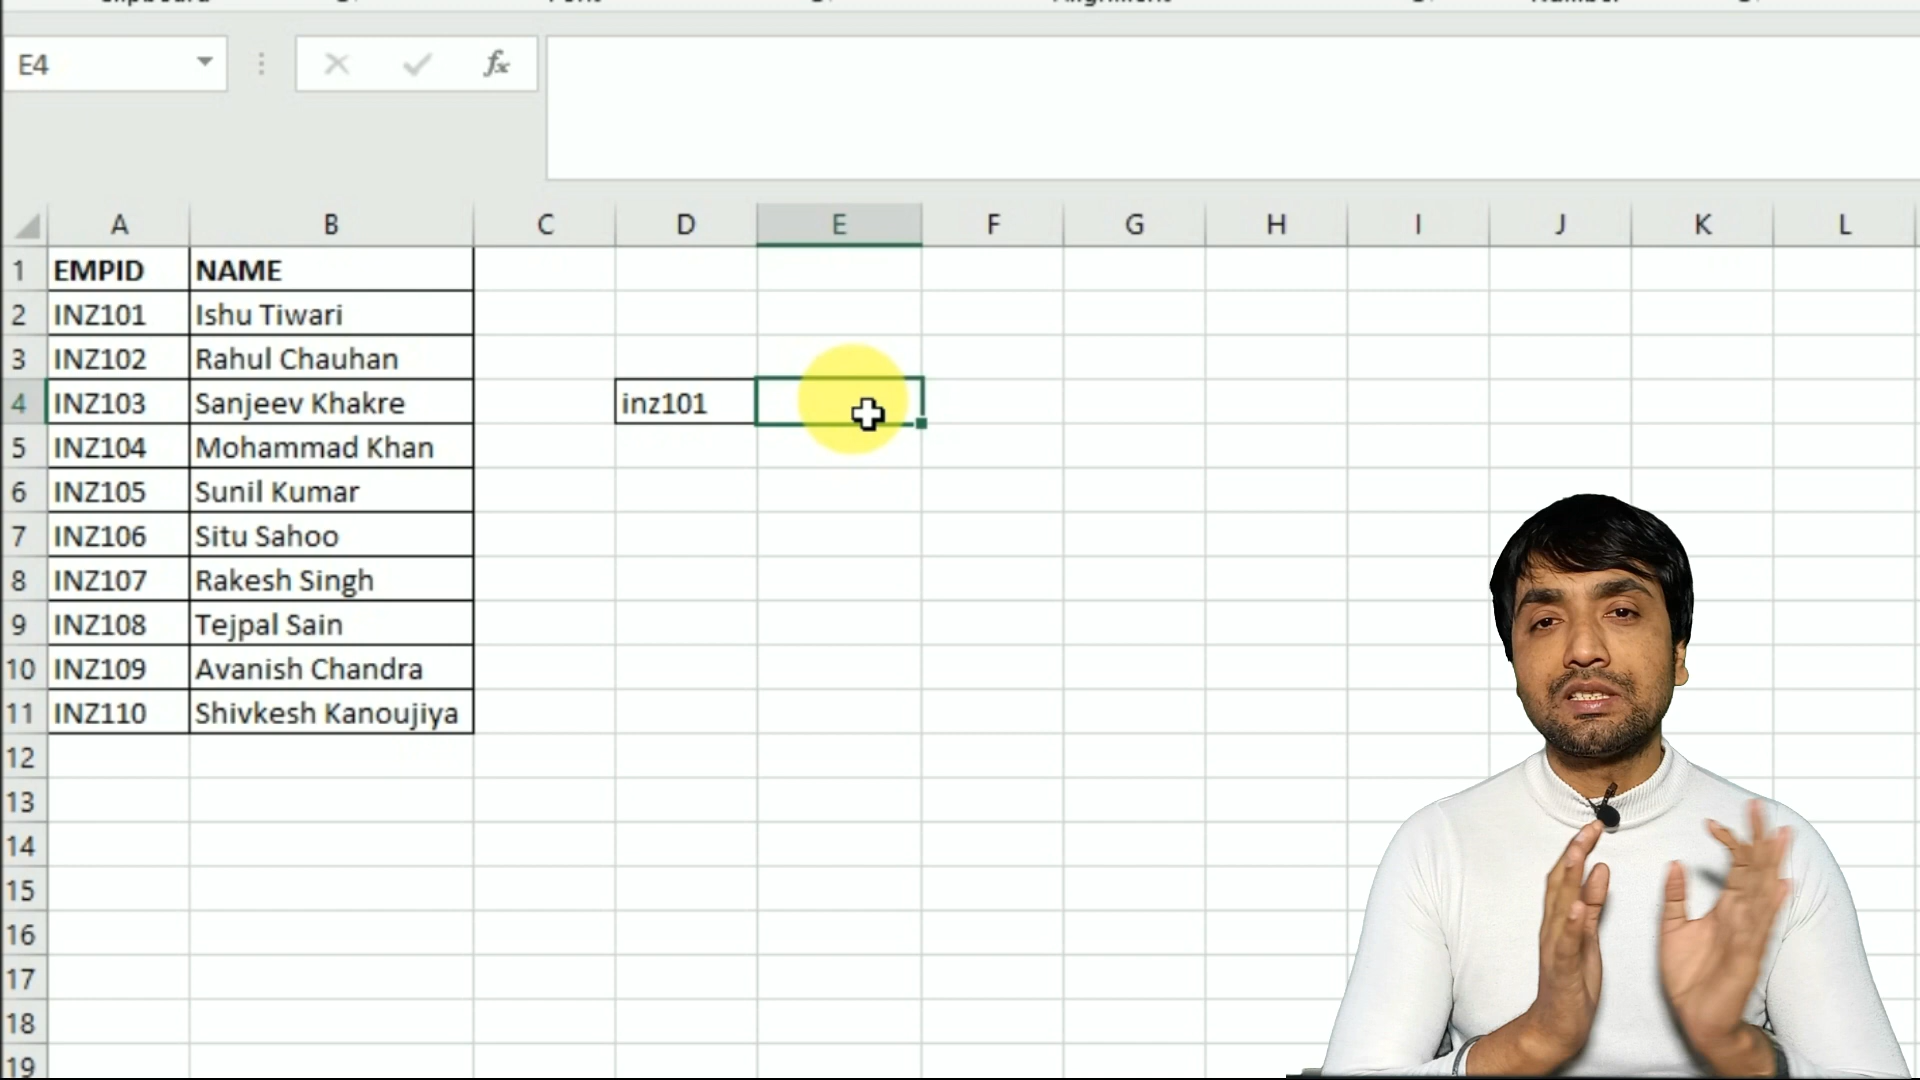 E4
fx
A B C D E F G H I J K L
1 EMPID NAME
2 INZ101 Ishu Tiwari
3 INZ102 Rahul Chauhan
4 INZ103 Sanjeev Khakre inz101
5 INZ104 Mohammad Khan
6 INZ105 Sunil Kumar
7 INZ106 Situ Sahoo
8 INZ107 Rakesh Singh
9 INZ108 Tejpal Sain
10 INZ109 Avanish Chandra
11 INZ110 Shivkesh Kanoujiya
12
13
14
15
16
17
18
19